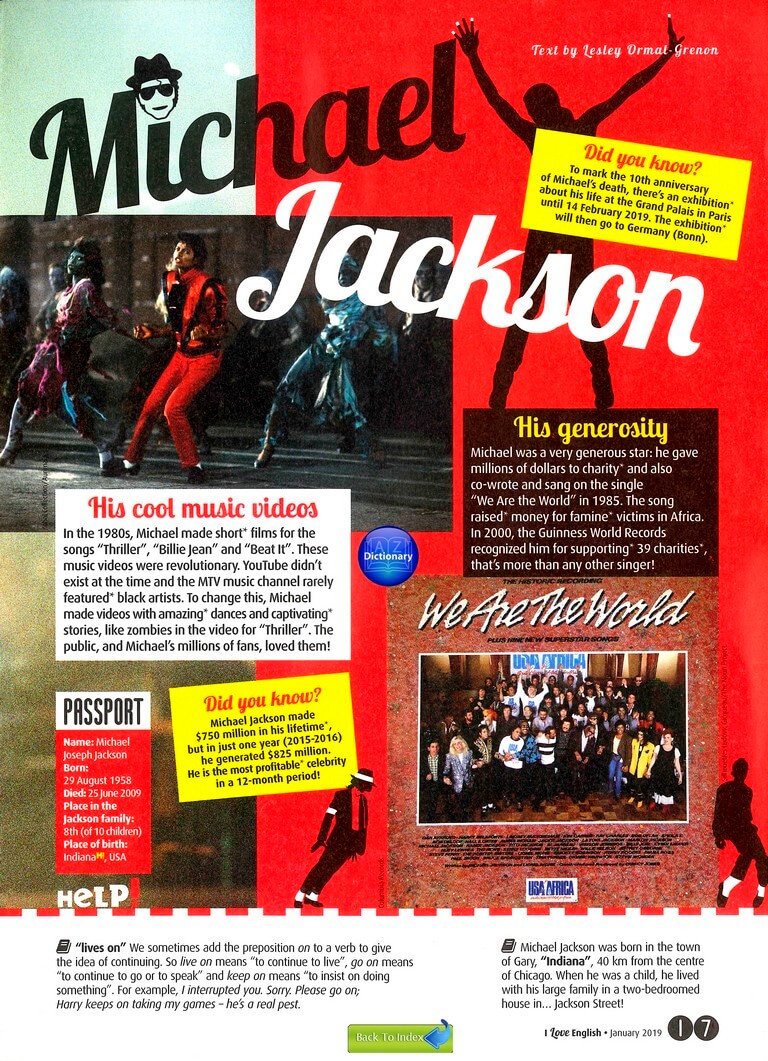 Text by Lesley Ormal-Grenon
Michael
Jackson
Did you know?
To mark the 10th anniversary
of Michael's death, there's an exhibition*
about his life at the Grand Palais in Paris
until 14 February 2019. The exhibition*
will then go to Germany (Bonn).
His generosity
Michael was a very generous star: he gave
millions of dollars to charity* and also
co-wrote and sang on the single
"We Are the World" in 1985. The song
raised* money for famine* victims in Africa.
In 2000, the Guinness World Records
recognized him for supporting* 39 charities*,
that's more than any other singer!
His cool music videos
In the 1980s, Michael made short* films for the
songs "Thriller", "Billie Jean" and "Beat It". These
music videos were revolutionary. YouTube didn't
exist at the time and the MTV music channel rarely
featured* black artists. To change this, Michael
made videos with amazing* dances and captivating*
stories, like zombies in the video for "Thriller". The
public, and Michael's millions of fans, loved them!
A Z
Dictionary
THE HISTORIC RECORDING
We Are The World
PLUS NINE NEW SUPERSTAR SONGS
USA AFRICA
USA AFRICA
PASSPORT
Name: Michael
Joseph Jackson
Born:
29 August 1958
Died: 25 June 2009
Place in the
Jackson family:
8th (of 10 children)
Place of birth:
Indiana H!, USA
Did you know?
Michael Jackson made
$750 million in his lifetime*,
but in just one year (2015-2016)
he generated $825 million.
He is the most profitable* celebrity
in a 12-month period!
HeLP!
"lives on" We sometimes add the preposition on to a verb to give
the idea of continuing. So live on means "to continue to live", go on means
"to continue to go or to speak" and keep on means "to insist on doing
something". For example, I interrupted you. Sorry. Please go on;
Harry keeps on taking my games – he's a real pest.
Michael Jackson was born in the town
of Gary, "Indiana", 40 km from the centre
of Chicago. When he was a child, he lived
with his large family in a two-bedroomed
house in... Jackson Street!
Back To Index
I Love English • January 2019 17